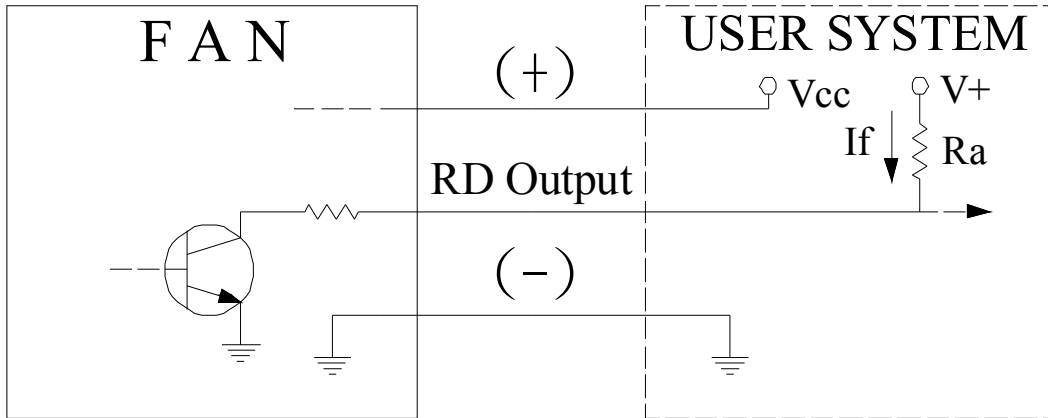 F A N
USER SYSTEM
(+)
Vcc
V+
If
Ra
RD Output
(-)